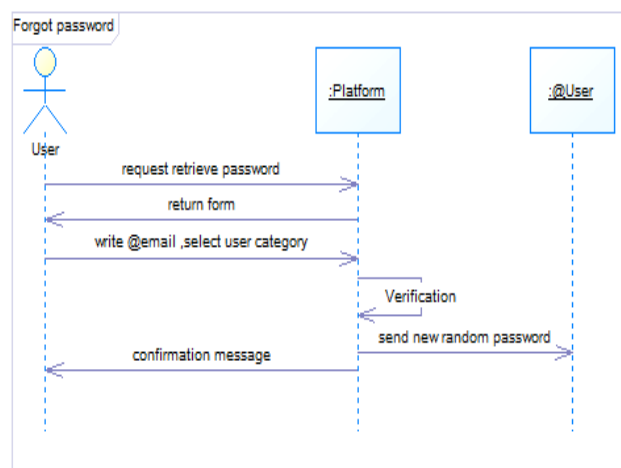 Forgot password
:Platform
:@User
User
request retrieve password
return form
write @email ,select user category
Verification
send new random password
confirmation message